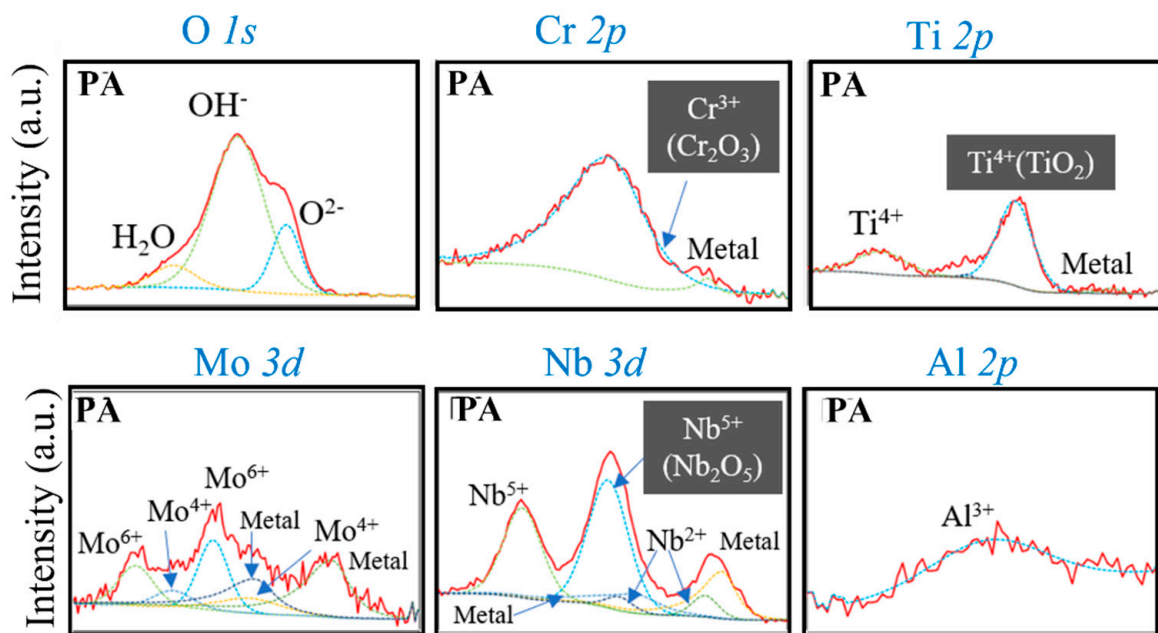 O 1s
Cr 2p
Ti 2p
Intensity (a.u.)
PA
OH-
H2O
O2-
PA
Cr3+
(Cr2O3)
Metal
PA
Ti4+(TiO2)
Ti4+
Metal
Mo 3d
Nb 3d
Al 2p
Intensity (a.u.)
PA
Mo6+
Mo4+
Mo6+
Metal
Mo4+
Metal
PA
Nb5+
Nb5+
(Nb2O5)
Nb2+
Metal
Metal
PA
Al3+